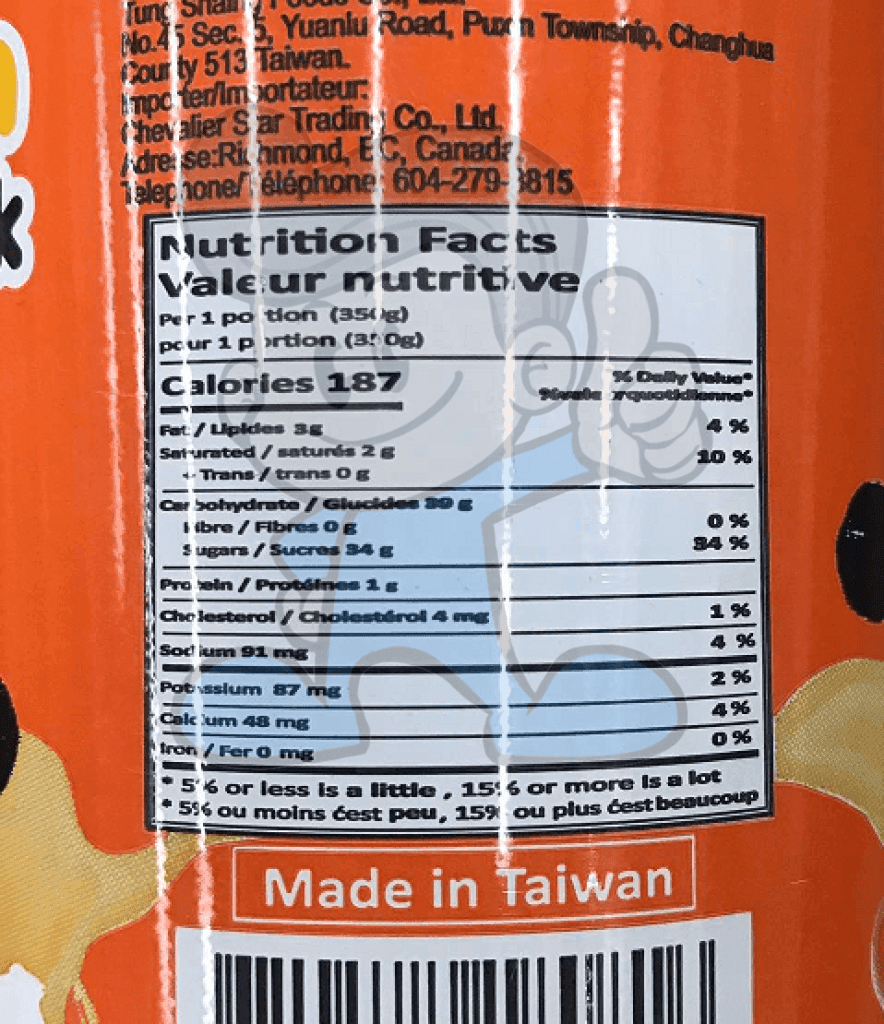 No.45 Sec. 5, Yuanlu Road, Puxin Township, Changhua
County 513 Taiwan.
Importer/Importateur:
Chevalier Star Trading Co., Ltd.
Adresse:Richmond, BC, Canada.
Telephone/Téléphone: 604-279-8815
Nutrition Facts
Valeur nutritive
Per 1 portion (350g)
pour 1 portion (350g)
Calories 187
% Daily Value*
%valeurquotidienne*
Fat / Lipides 3g 4 %
Saturated / saturés 2 g 10 %
+ Trans / trans 0 g
Carbohydrate / Glucides 39 g
Fibre / Fibres 0 g 0 %
Sugars / Sucres 34 g 34 %
Protein / Protéines 1 g
Cholesterol / Cholestérol 4 mg 1 %
Sodium 91 mg 4 %
Potassium 87 mg 2 %
Calcium 48 mg 4%
Iron / Fer 0 mg 0 %
* 5% or less is a little , 15% or more is a lot
* 5% ou moins ćest peu, 15% ou plus ćest beaucoup
Made in Taiwan